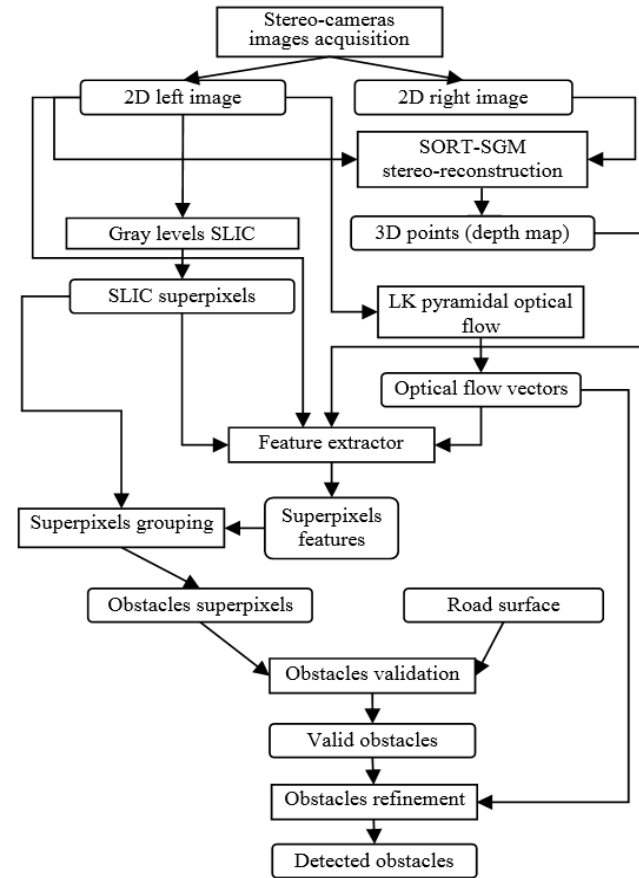 Stereo-cameras
images acquisition
2D left image
2D right image
SORT-SGM
stereo-reconstruction
Gray levels SLIC
3D points (depth map)
SLIC superpixels
LK pyramidal optical
flow
Optical flow vectors
Feature extractor
Superpixels grouping
Superpixels
features
Obstacles superpixels
Road surface
Obstacles validation
Valid obstacles
Obstacles refinement
Detected obstacles